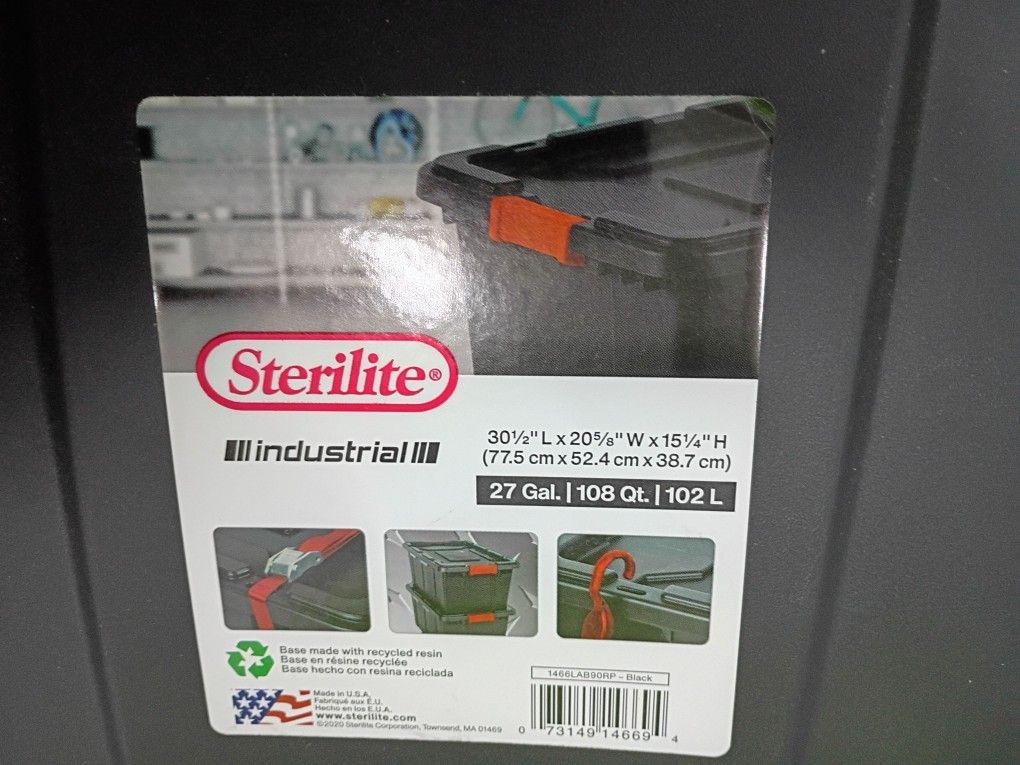 Sterilite®
industrial
30½" L x 20⅝" W x 15¼" H
(77.5 cm x 52.4 cm x 38.7 cm)
27 Gal. | 108 Qt. | 102 L
Base made with recycled resin
Base en résine recyclée
Base hecho con resina reciclada
Made in U.S.A.
Fabriqué aux É.U.
Hecho en los E.U.A.
www.sterilite.com
©2020 Sterilite Corporation, Townsend, MA 01469
1466LAB90RP – Black
0 73149 14669 4